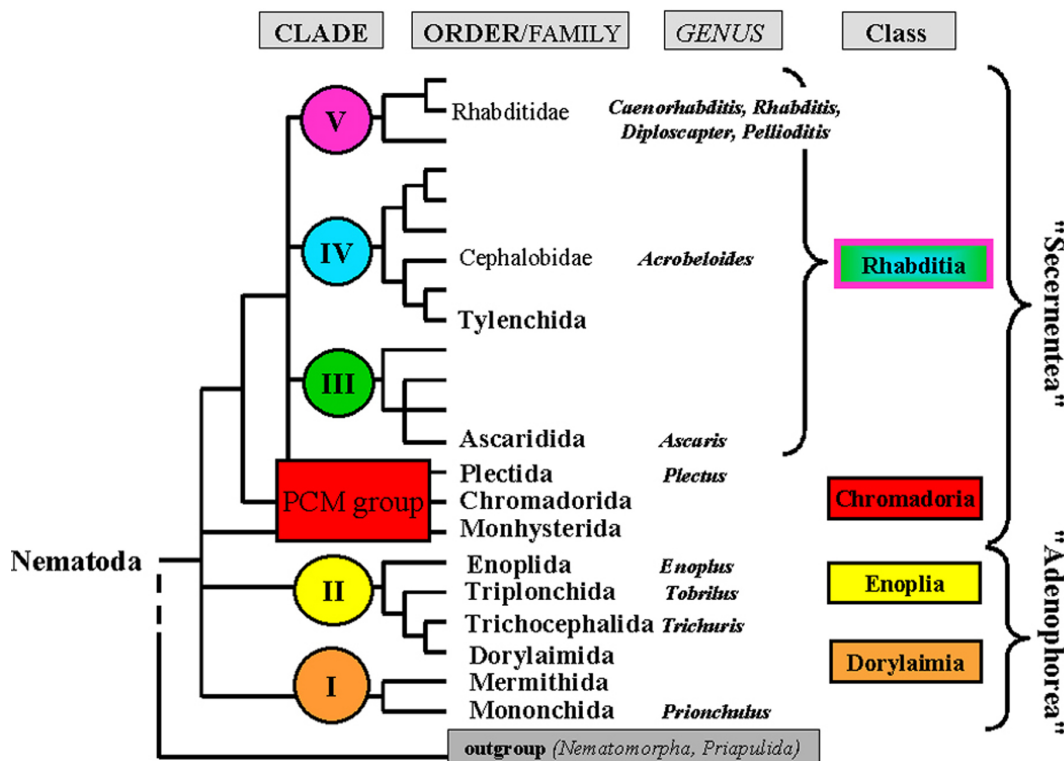 CLADE ORDER/FAMILY GENUS Class
V Rhabditidae Caenorhabditis, Rhabditis,
Diploscapter, Pellioditis
IV Cephalobidae Acrobeloides Rhabditia
Tylenchida
III
Ascaridida Ascaris
"Secernentea"
Plectida Plectus
PCM group Chromadorida Chromadoria
Monhysterida
Nematoda
Enoplida Enoplus Enoplia
II Triplonchida Tobrilus
Trichocephalida Trichuris
Dorylaimida Dorylaimia
"Adenophorea"
I Mermithida
Mononchida Prionchulus
outgroup (Nematomorpha, Priapulida)